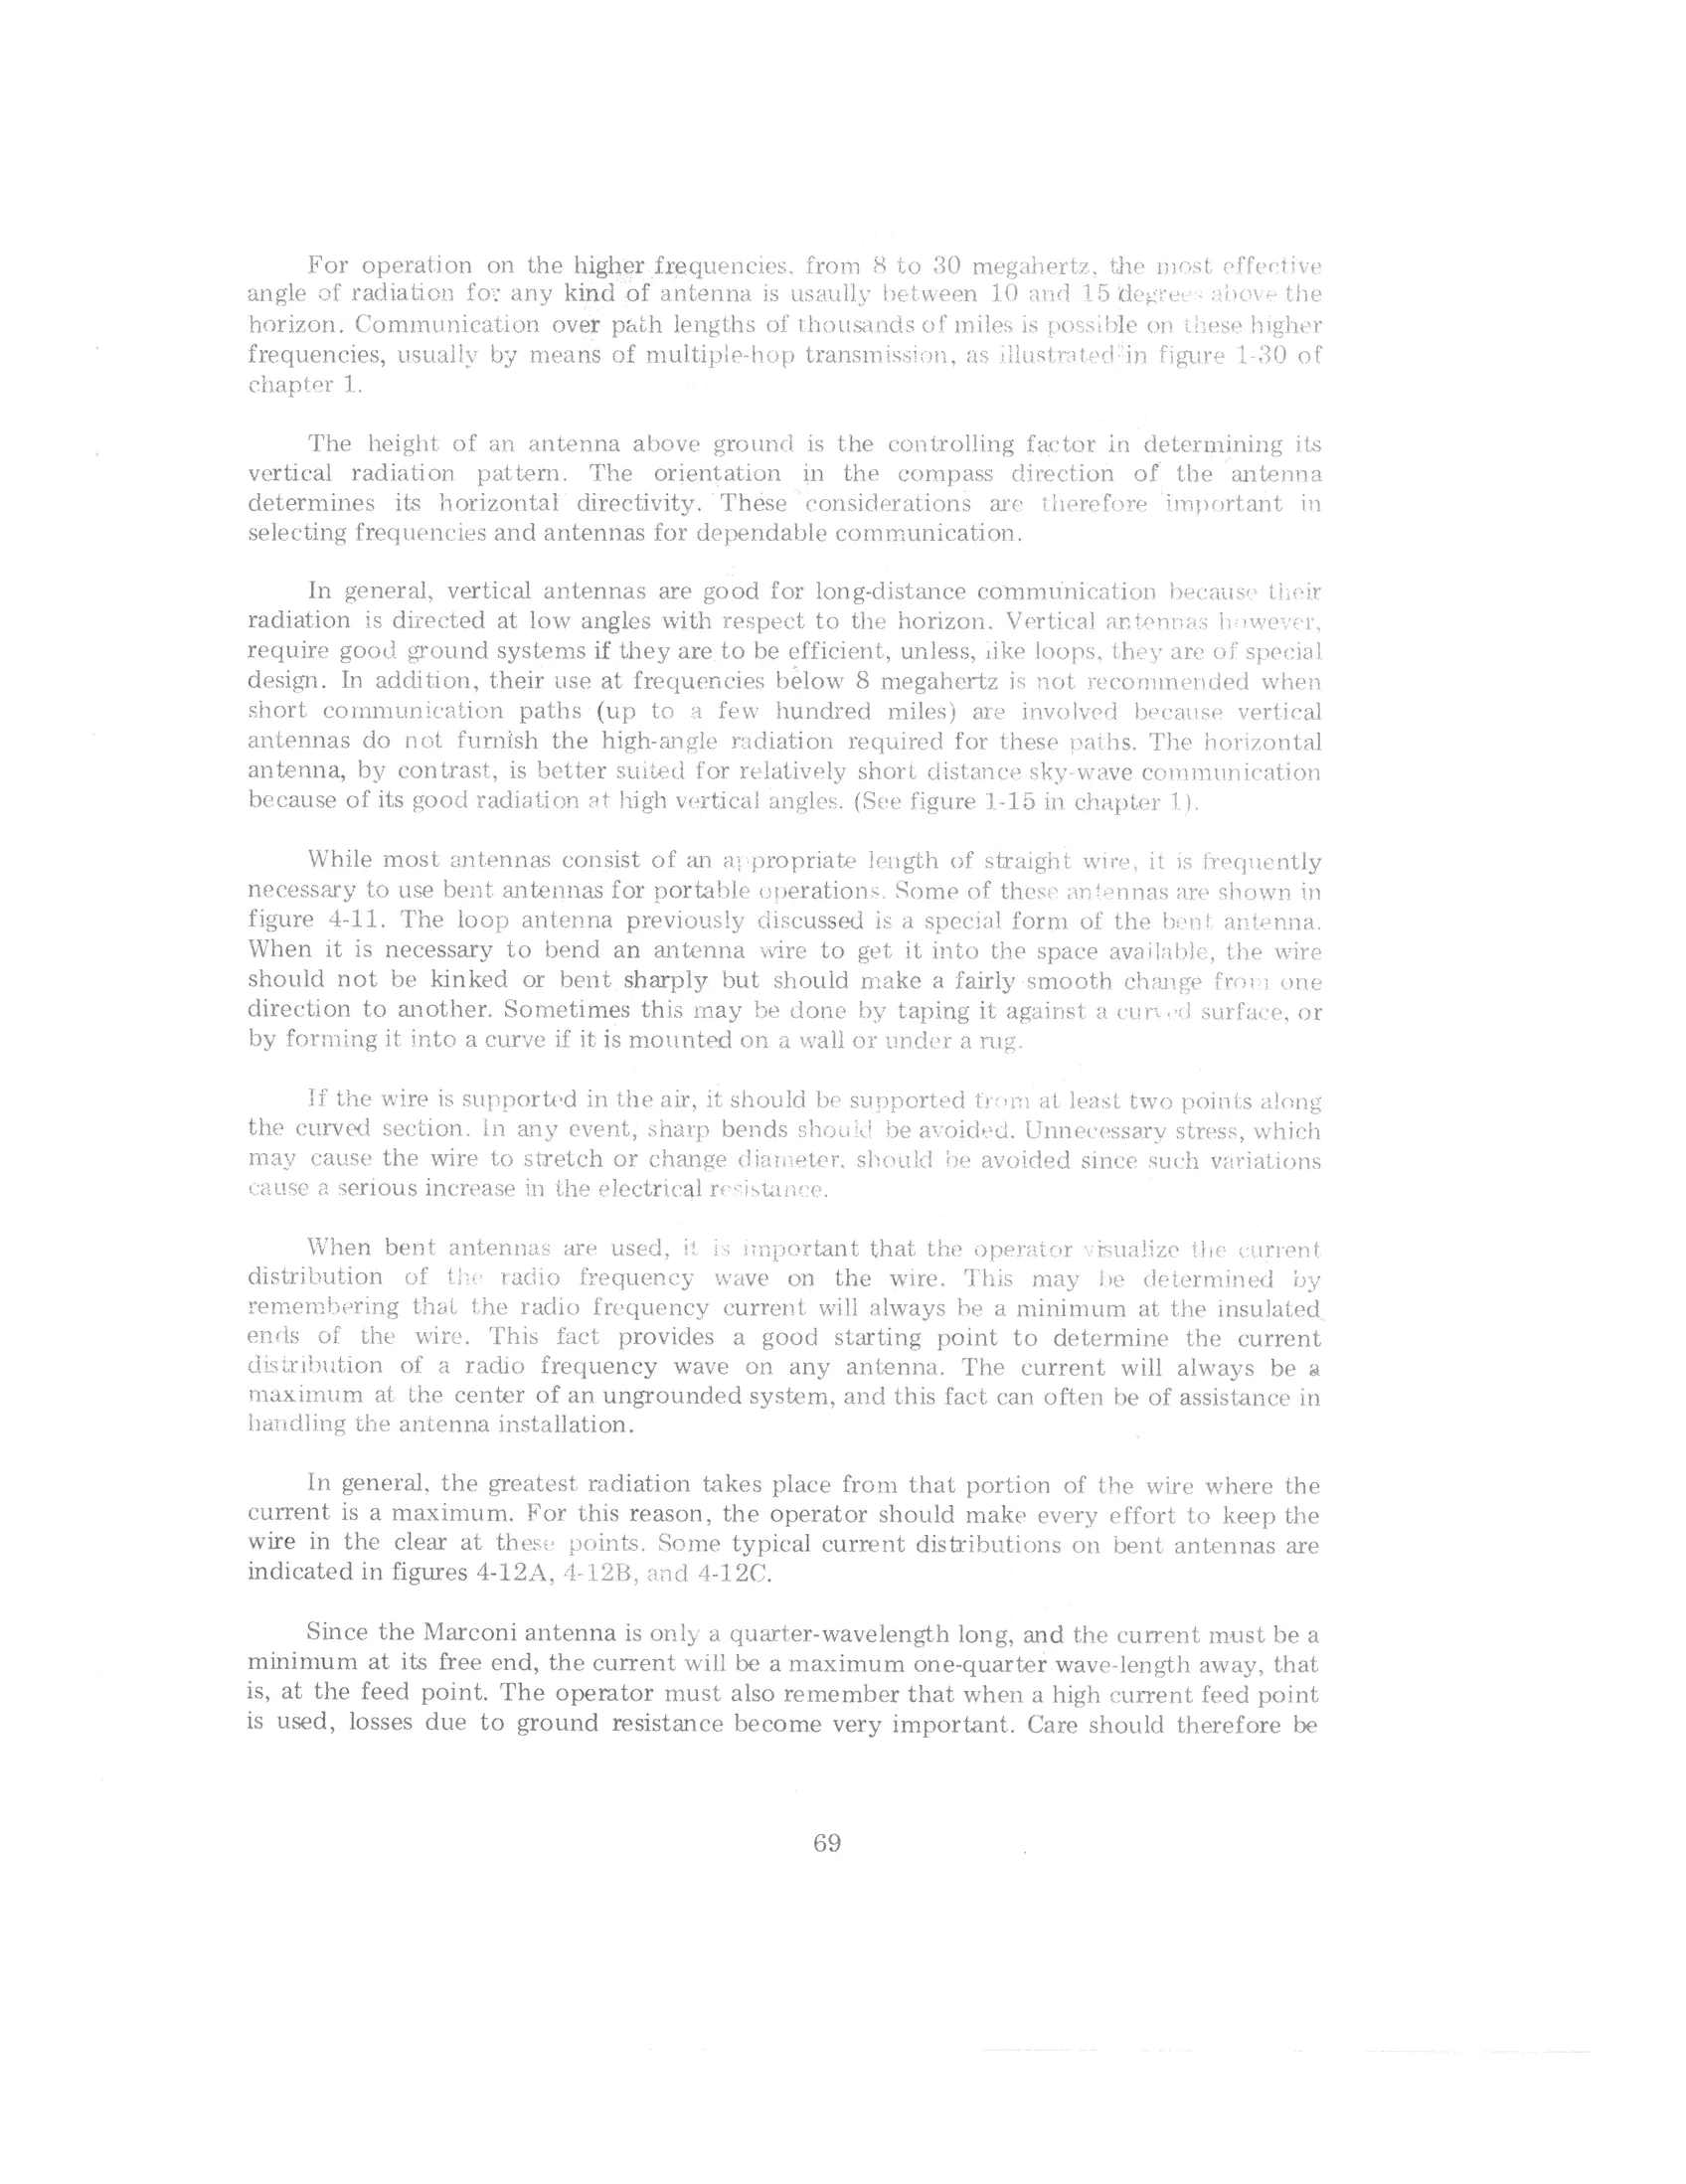 For operation on the higher frequencies, from 8 to 30 megahertz, the most effective
angle of radiation for any kind of antenna is usaully between 10 and 15 degrees above the
horizon. Communication over path lengths of thousands of miles is possible on these higher
frequencies, usually by means of multiple-hop transmission, as illustrated in figure 1-30 of
chapter 1.
The height of an antenna above ground is the controlling factor in determining its
vertical radiation pattern. The orientation in the compass direction of the antenna
determines its horizontal directivity. These considerations are therefore important in
selecting frequencies and antennas for dependable communication.
In general, vertical antennas are good for long-distance communication because their
radiation is directed at low angles with respect to the horizon. Vertical antennas however,
require good ground systems if they are to be efficient, unless, like loops, they are of special
design. In addition, their use at frequencies below 8 megahertz is not recommended when
short communication paths (up to a few hundred miles) are involved because vertical
antennas do not furnish the high-angle radiation required for these paths. The horizontal
antenna, by contrast, is better suited for relatively short distance sky-wave communication
because of its good radiation at high vertical angles. (See figure 1-15 in chapter 1).
While most antennas consist of an appropriate length of straight wire, it is frequently
necessary to use bent antennas for portable operations. Some of these antennas are shown in
figure 4-11. The loop antenna previously discussed is a special form of the bent antenna.
When it is necessary to bend an antenna wire to get it into the space available, the wire
should not be kinked or bent sharply but should make a fairly smooth change from one
direction to another. Sometimes this may be done by taping it against a curved surface, or
by forming it into a curve if it is mounted on a wall or under a rug.
If the wire is supported in the air, it should be supported from at least two points along
the curved section. In any event, sharp bends should be avoided. Unnecessary stress, which
may cause the wire to stretch or change diameter, should be avoided since such variations
cause a serious increase in the electrical resistance.
When bent antennas are used, it is important that the operator visualize the current
distribution of the radio frequency wave on the wire. This may be determined by
remembering that the radio frequency current will always be a minimum at the insulated
ends of the wire. This fact provides a good starting point to determine the current
distribution of a radio frequency wave on any antenna. The current will always be a
maximum at the center of an ungrounded system, and this fact can often be of assistance in
handling the antenna installation.
In general, the greatest radiation takes place from that portion of the wire where the
current is a maximum. For this reason, the operator should make every effort to keep the
wire in the clear at these points. Some typical current distributions on bent antennas are
indicated in figures 4-12A, 4-12B, and 4-12C.
Since the Marconi antenna is only a quarter-wavelength long, and the current must be a
minimum at its free end, the current will be a maximum one-quarter wave-length away, that
is, at the feed point. The operator must also remember that when a high current feed point
is used, losses due to ground resistance become very important. Care should therefore be
69